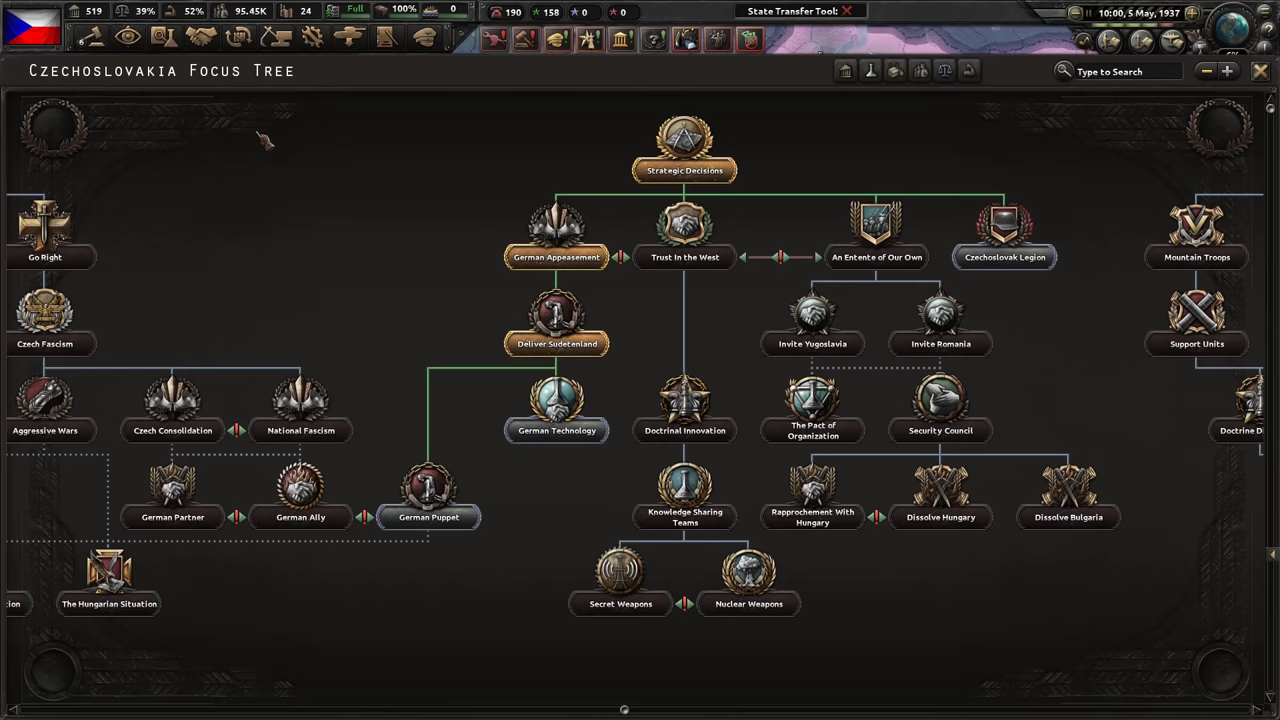 519 39% 52% 95.45K 24 Full 100% 0 190 158 0 0 State Transfer Tool: 10:00, 5 May, 1937
Czechoslovakia Focus Tree
Type to Search
Strategic Decisions
Go Right
German Appeasement
Trust In the West
An Entente of Our Own
Czechoslovak Legion
Mountain Troops
Czech Fascism
Deliver Sudetenland
Invite Yugoslavia
Invite Romania
Support Units
Aggressive Wars
Czech Consolidation
National Fascism
German Technology
Doctrinal Innovation
The Pact of
Organization
Security Council
Doctrine D
German Partner
German Ally
German Puppet
Knowledge Sharing
Teams
Rapprochement With
Hungary
Dissolve Hungary
Dissolve Bulgaria
tion
The Hungarian Situation
Secret Weapons
Nuclear Weapons